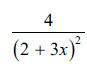 4
(2 + 3x)²